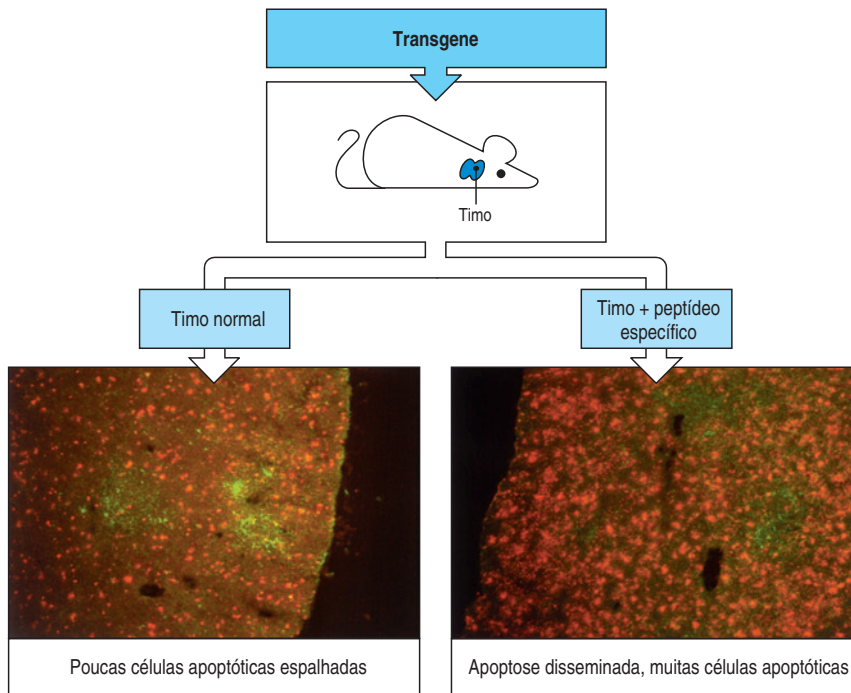 Transgene
Timo
Timo normal
Timo + peptídeo
específico
Poucas células apoptóticas espalhadas
Apoptose disseminada, muitas células apoptóticas